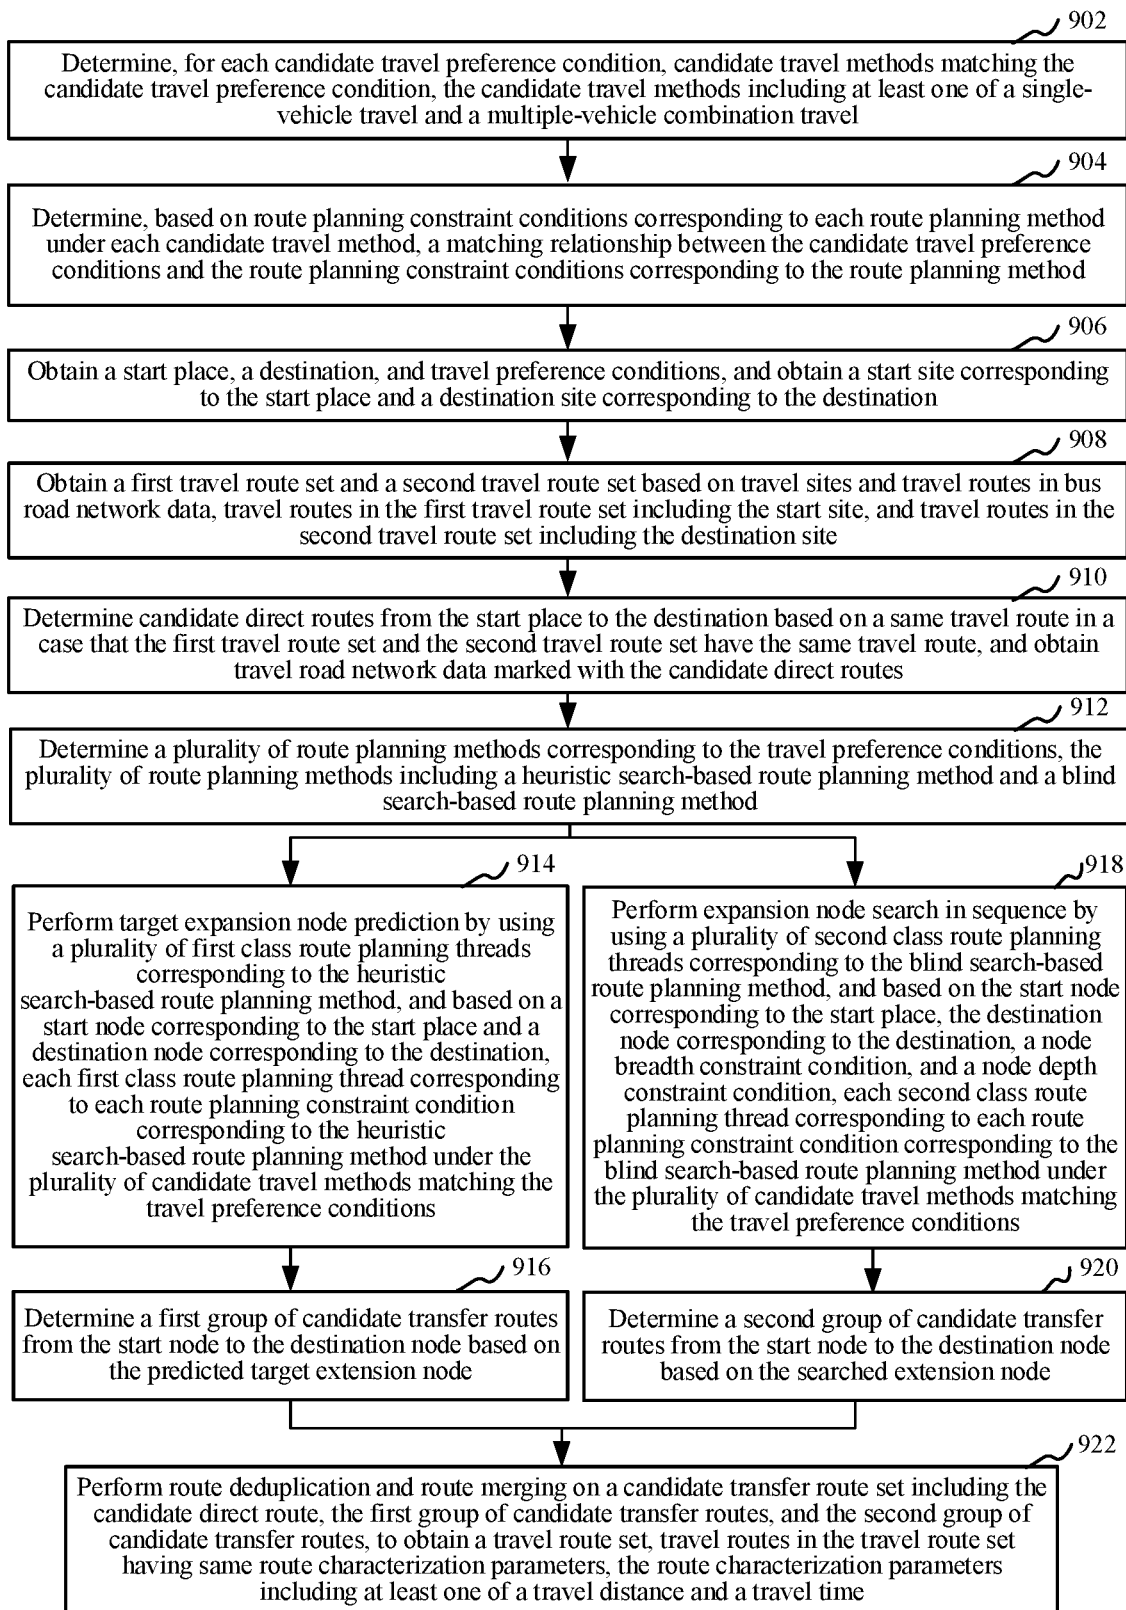 902
Determine, for each candidate travel preference condition, candidate travel methods matching the
candidate travel preference condition, the candidate travel methods including at least one of a single-
vehicle travel and a multiple-vehicle combination travel
904
Determine, based on route planning constraint conditions corresponding to each route planning method
under each candidate travel method, a matching relationship between the candidate travel preference
conditions and the route planning constraint conditions corresponding to the route planning method
906
Obtain a start place, a destination, and travel preference conditions, and obtain a start site corresponding
to the start place and a destination site corresponding to the destination
908
Obtain a first travel route set and a second travel route set based on travel sites and travel routes in bus
road network data, travel routes in the first travel route set including the start site, and travel routes in the
second travel route set including the destination site
910
Determine candidate direct routes from the start place to the destination based on a same travel route in a
case that the first travel route set and the second travel route set have the same travel route, and obtain
travel road network data marked with the candidate direct routes
912
Determine a plurality of route planning methods corresponding to the travel preference conditions, the
plurality of route planning methods including a heuristic search-based route planning method and a blind
search-based route planning method
914
Perform target expansion node prediction by using
a plurality of first class route planning threads
corresponding to the heuristic
search-based route planning method, and based on a
start node corresponding to the start place and a
destination node corresponding to the destination,
each first class route planning thread corresponding
to each route planning constraint condition
corresponding to the heuristic
search-based route planning method under the
plurality of candidate travel methods matching the
travel preference conditions
918
Perform expansion node search in sequence by
using a plurality of second class route planning
threads corresponding to the blind search-based
route planning method, and based on the start node
corresponding to the start place, the destination
node corresponding to the destination, a node
breadth constraint condition, and a node depth
constraint condition, each second class route
planning thread corresponding to each route
planning constraint condition corresponding to the
blind search-based route planning method under
the plurality of candidate travel methods matching
the travel preference conditions
916
Determine a first group of candidate transfer routes
from the start node to the destination node based on
the predicted target extension node
920
Determine a second group of candidate transfer
routes from the start node to the destination node
based on the searched extension node
922
Perform route deduplication and route merging on a candidate transfer route set including the
candidate direct route, the first group of candidate transfer routes, and the second group of
candidate transfer routes, to obtain a travel route set, travel routes in the travel route set
having same route characterization parameters, the route characterization parameters
including at least one of a travel distance and a travel time